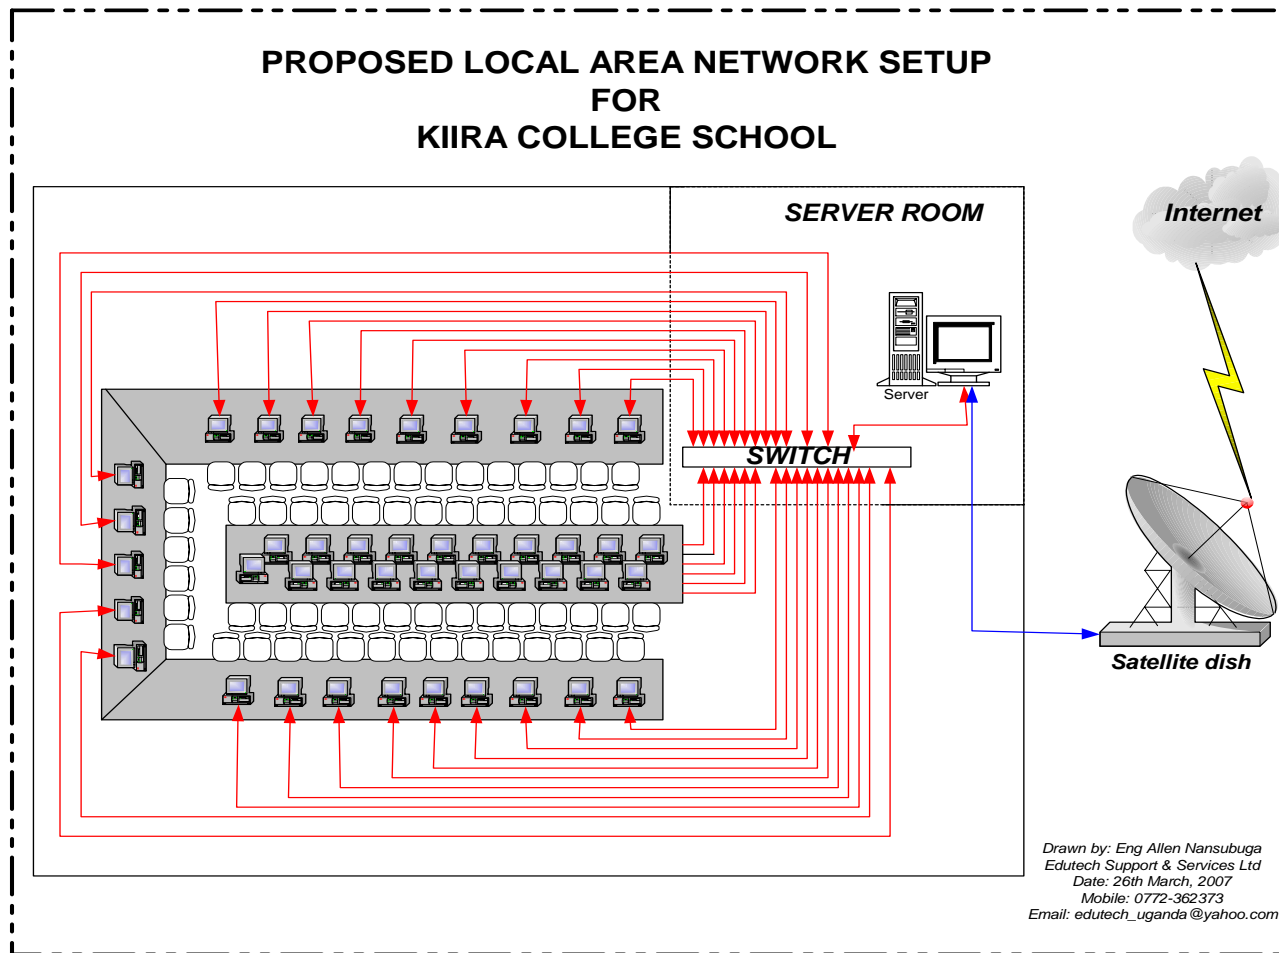 PROPOSED LOCAL AREA NETWORK SETUP
FOR
KIIRA COLLEGE SCHOOL
SERVER ROOM
Internet
Server
SWITCH
Satellite dish
Drawn by: Eng Allen Nansubuga
Edutech Support & Services Ltd
Date: 26th March, 2007
Mobile: 0772-362373
Email: edutech_uganda@yahoo.com